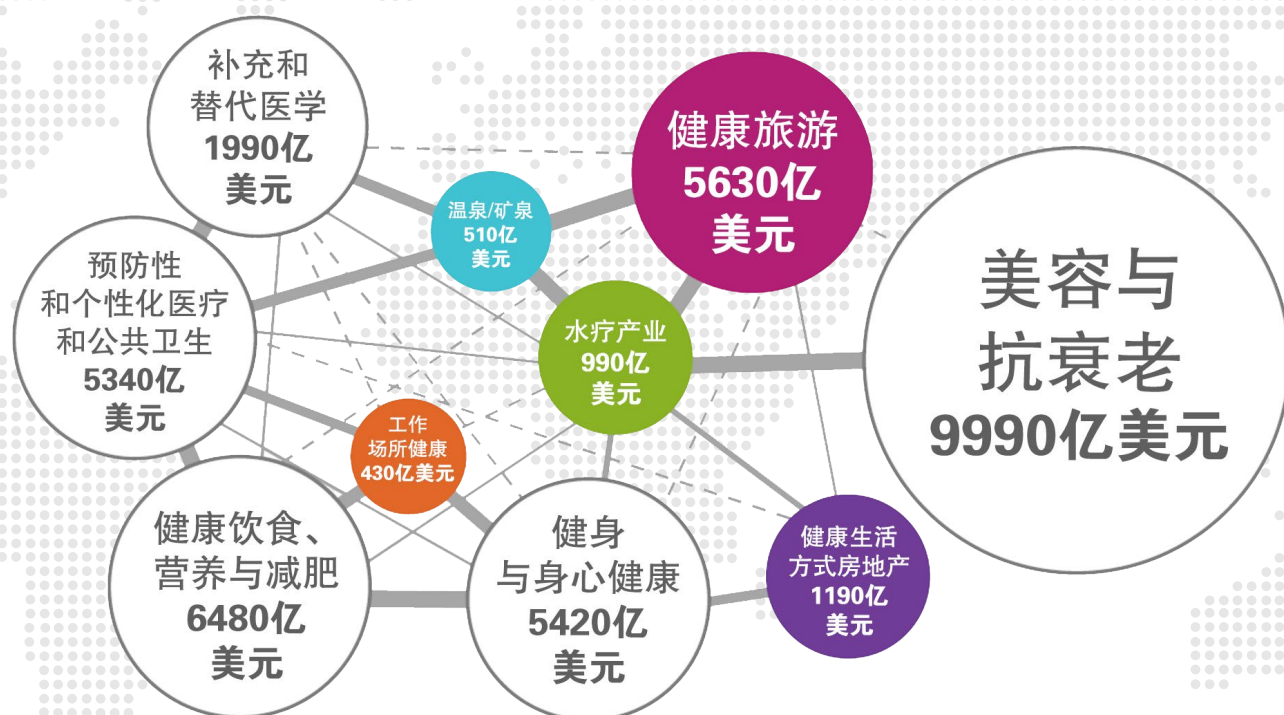 补充和
替代医学
1990亿
美元
健康旅游
5630亿
美元
温泉/矿泉
510亿
美元
预防性
和个性化医疗
和公共卫生
5340亿
美元
水疗产业
990亿
美元
美容与
抗衰老
9990亿美元
工作
场所健康
430亿美元
健康饮食、
营养与减肥
6480亿
美元
健身
与身心健康
5420亿
美元
健康生活
方式房地产
1190亿
美元